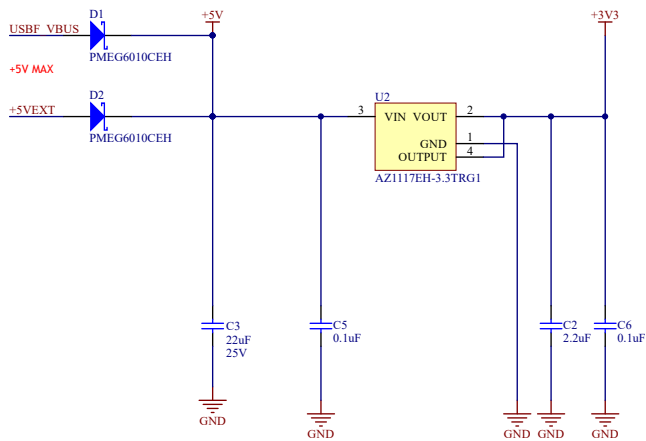 D1
+5V
+3V3
USBF_VBUS
PMEG6010CEH
+5V MAX
D2
U2
+5VEXT
3
VIN VOUT
2
PMEG6010CEH
GND
1
OUTPUT
4
AZ1117EH-3.3TRG1
C3
22uF
25V
C5
0.1uF
C2
2.2uF
C6
0.1uF
GND
GND
GND
GND
GND